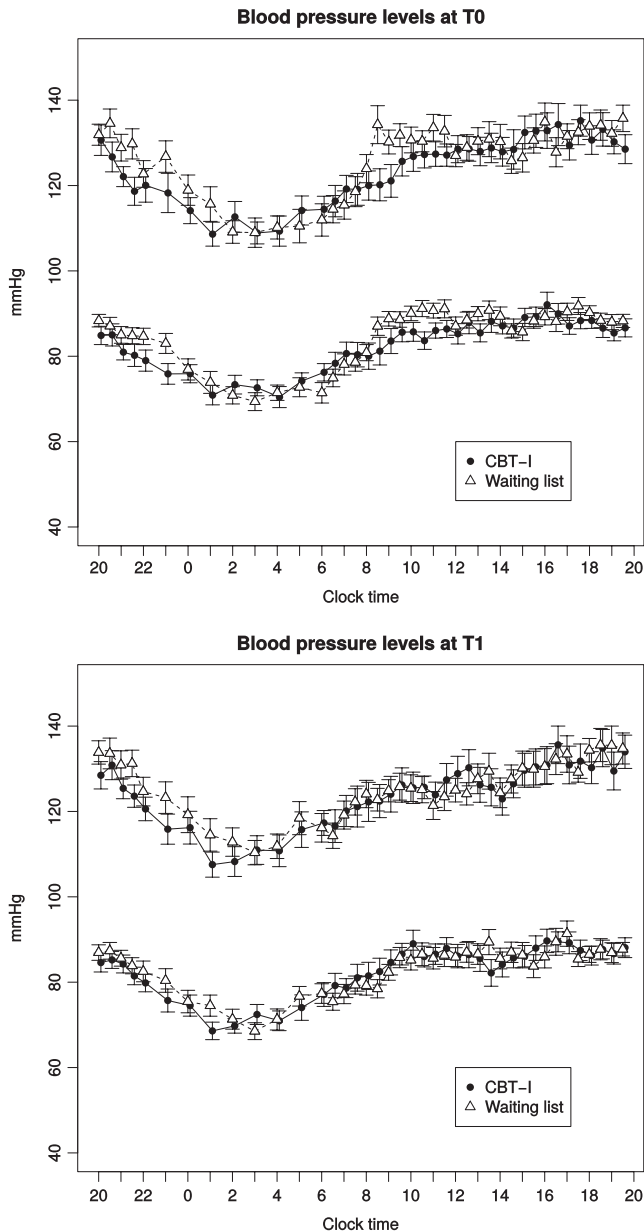 Blood pressure levels at T0
140
120
100
80
60
40
mmHg
CBT-I
Waiting list
20 22 0 2 4 6 8 10 12 14 16 18 20
Clock time
Blood pressure levels at T1
140
120
100
80
60
40
mmHg
CBT-I
Waiting list
20 22 0 2 4 6 8 10 12 14 16 18 20
Clock time